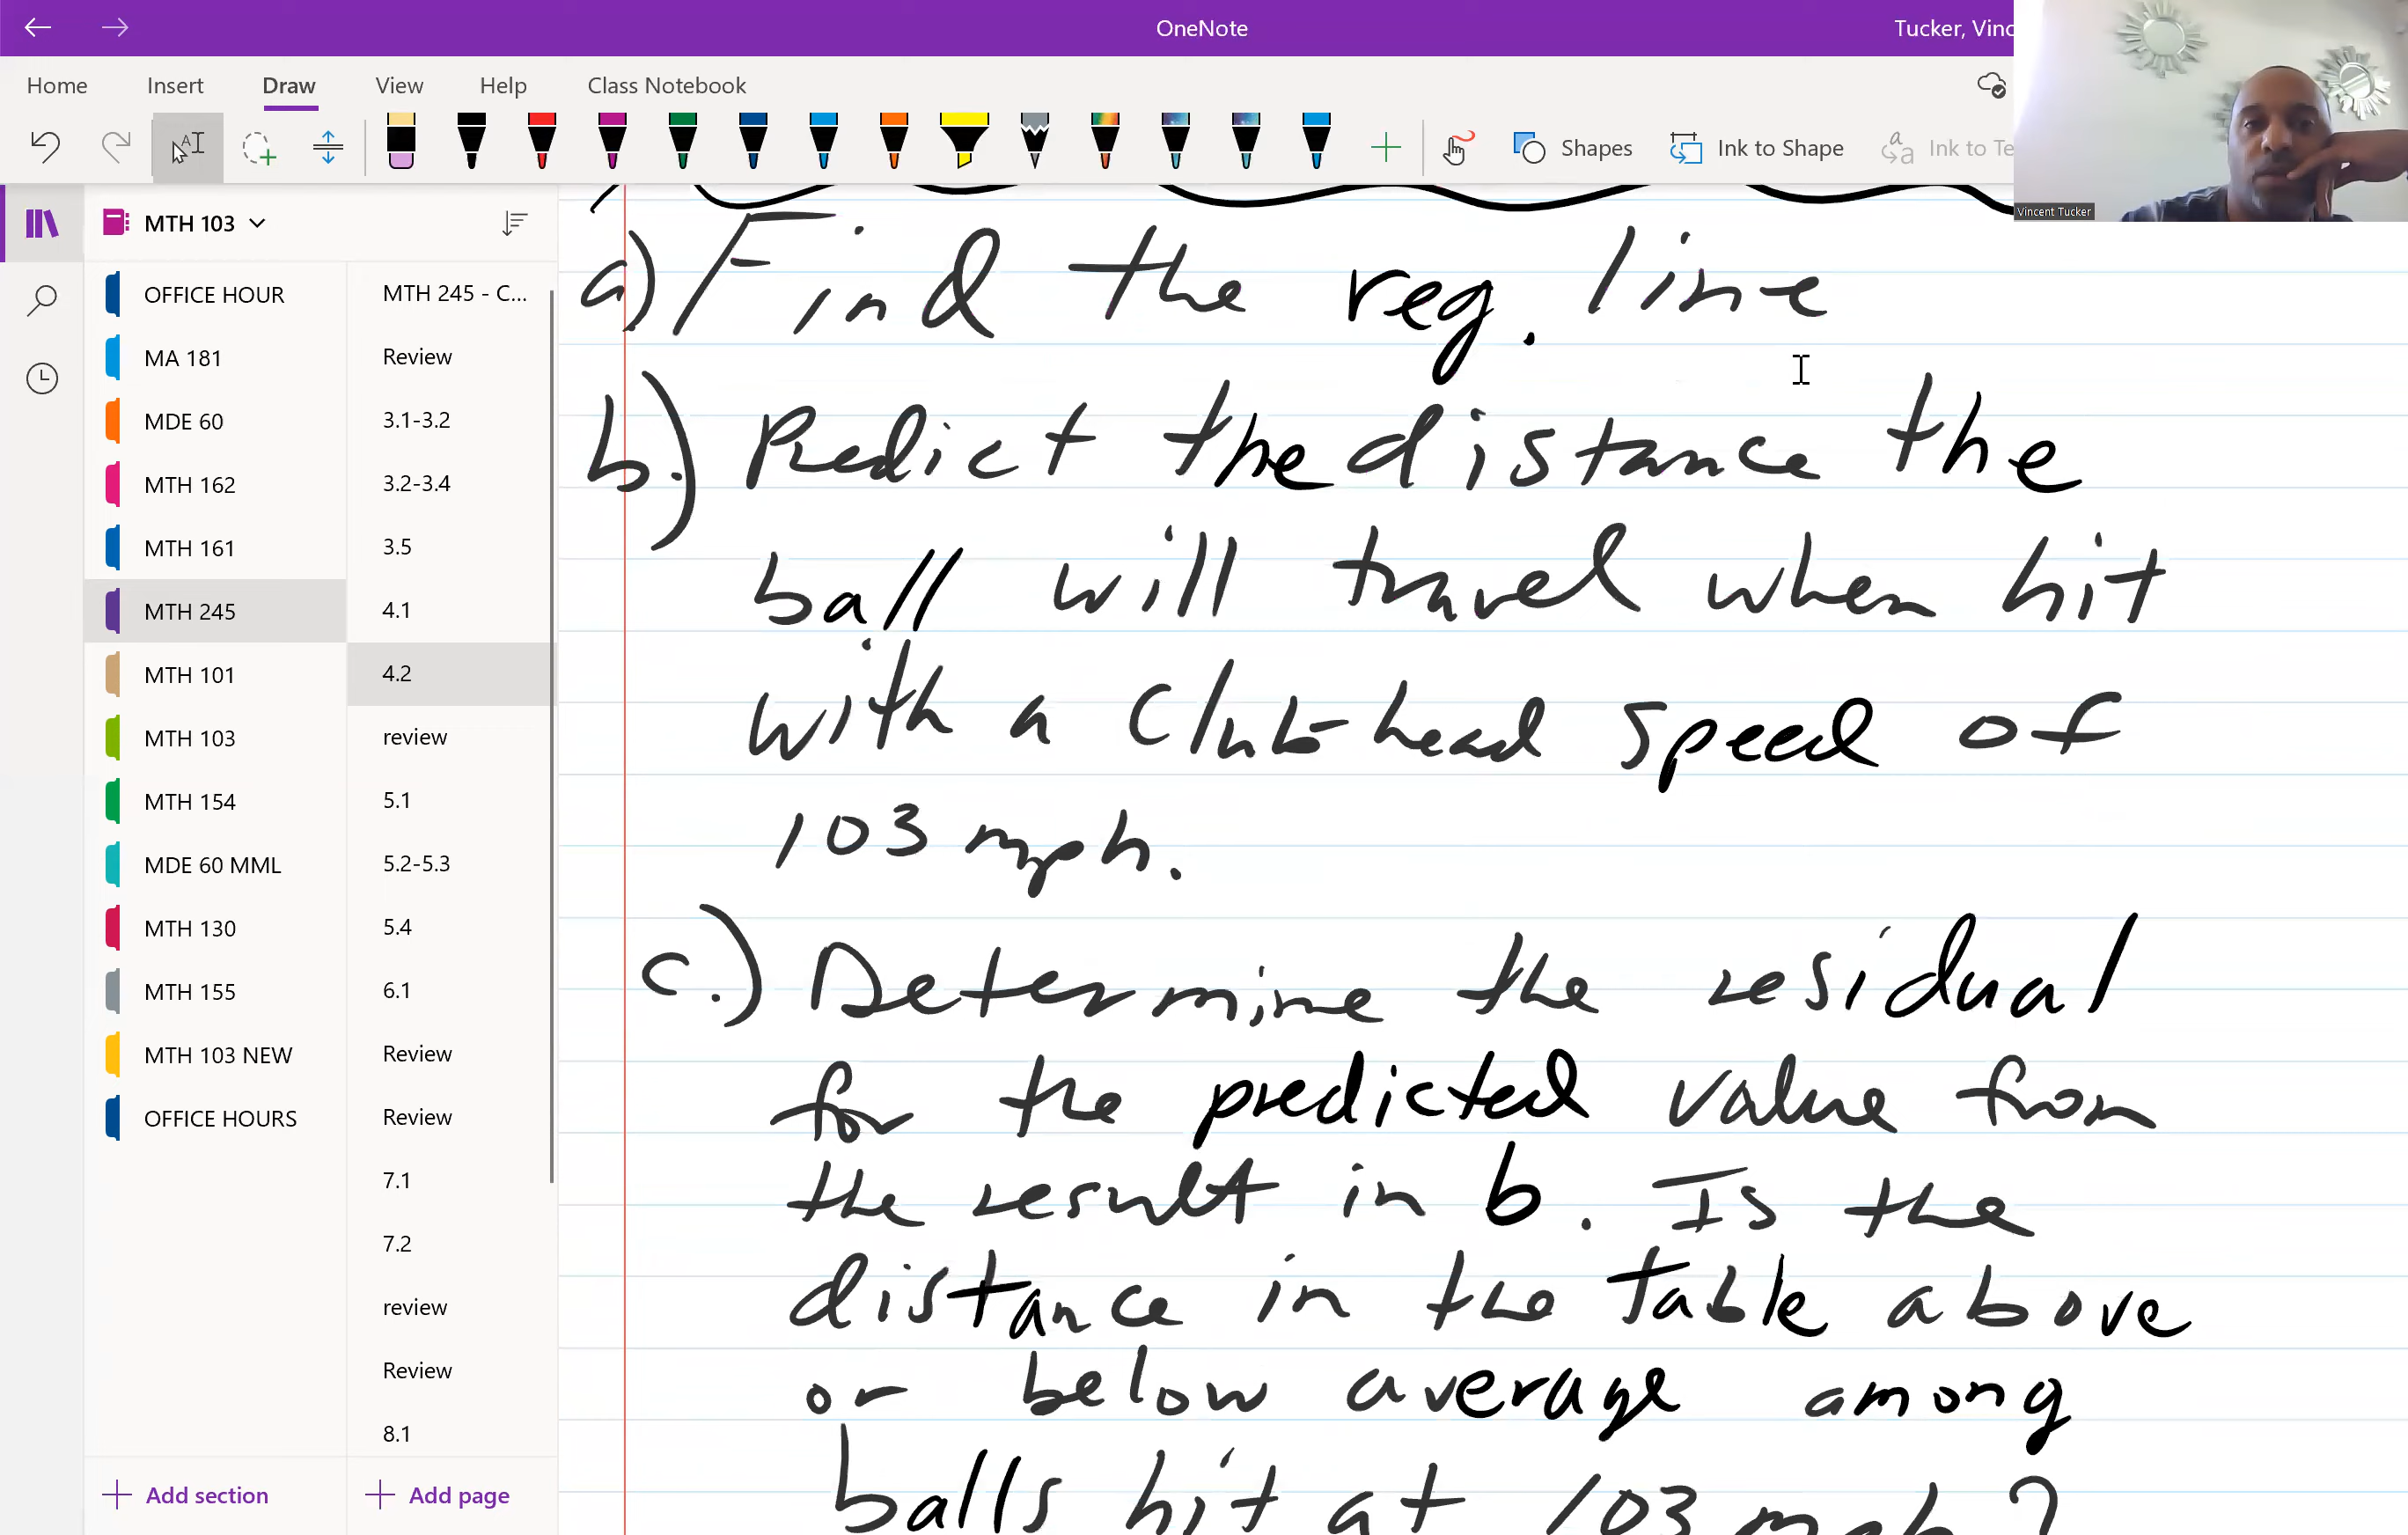 OneNote
Tucker, Vinc
Home Insert Draw View Help Class Notebook
Shapes Ink to Shape Ink to Te
Vincent Tucker
MTH 103
OFFICE HOUR
MA 181
MDE 60
MTH 162
MTH 161
MTH 245
MTH 101
MTH 103
MTH 154
MDE 60 MML
MTH 130
MTH 155
MTH 103 NEW
OFFICE HOURS
Add section
MTH 245 - C...
Review
3.1-3.2
3.2-3.4
3.5
4.1
4.2
review
5.1
5.2-5.3
5.4
6.1
Review
Review
7.1
7.2
review
Review
8.1
Add page
a) Find the reg. line
b.) Predict the distance the
ball will travel when hit
with a Club-head speed of
103 mph.
c.) Determine the residual
for the predicted value from
the result in b. Is the
distance in the table above
or below average among
balls hit at 103 mph?